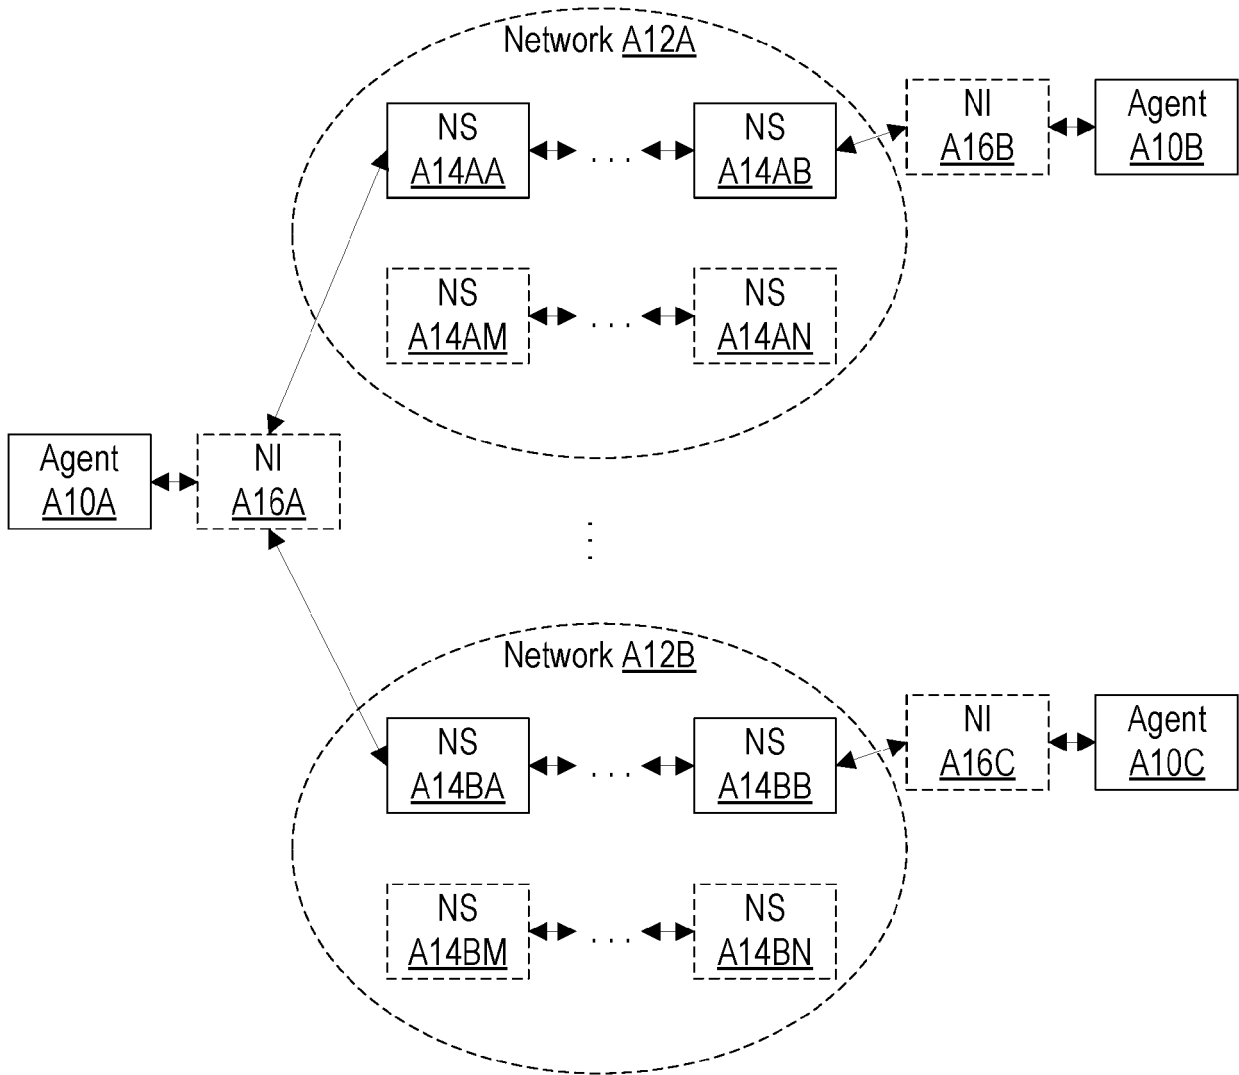 Network A12A
NS
A14AA
. . .
NS
A14AB
NI
A16B
Agent
A10B
NS
A14AM
. . .
NS
A14AN
Agent
A10A
NI
A16A
Network A12B
NS
A14BA
. . .
NS
A14BB
NI
A16C
Agent
A10C
NS
A14BM
. . .
NS
A14BN